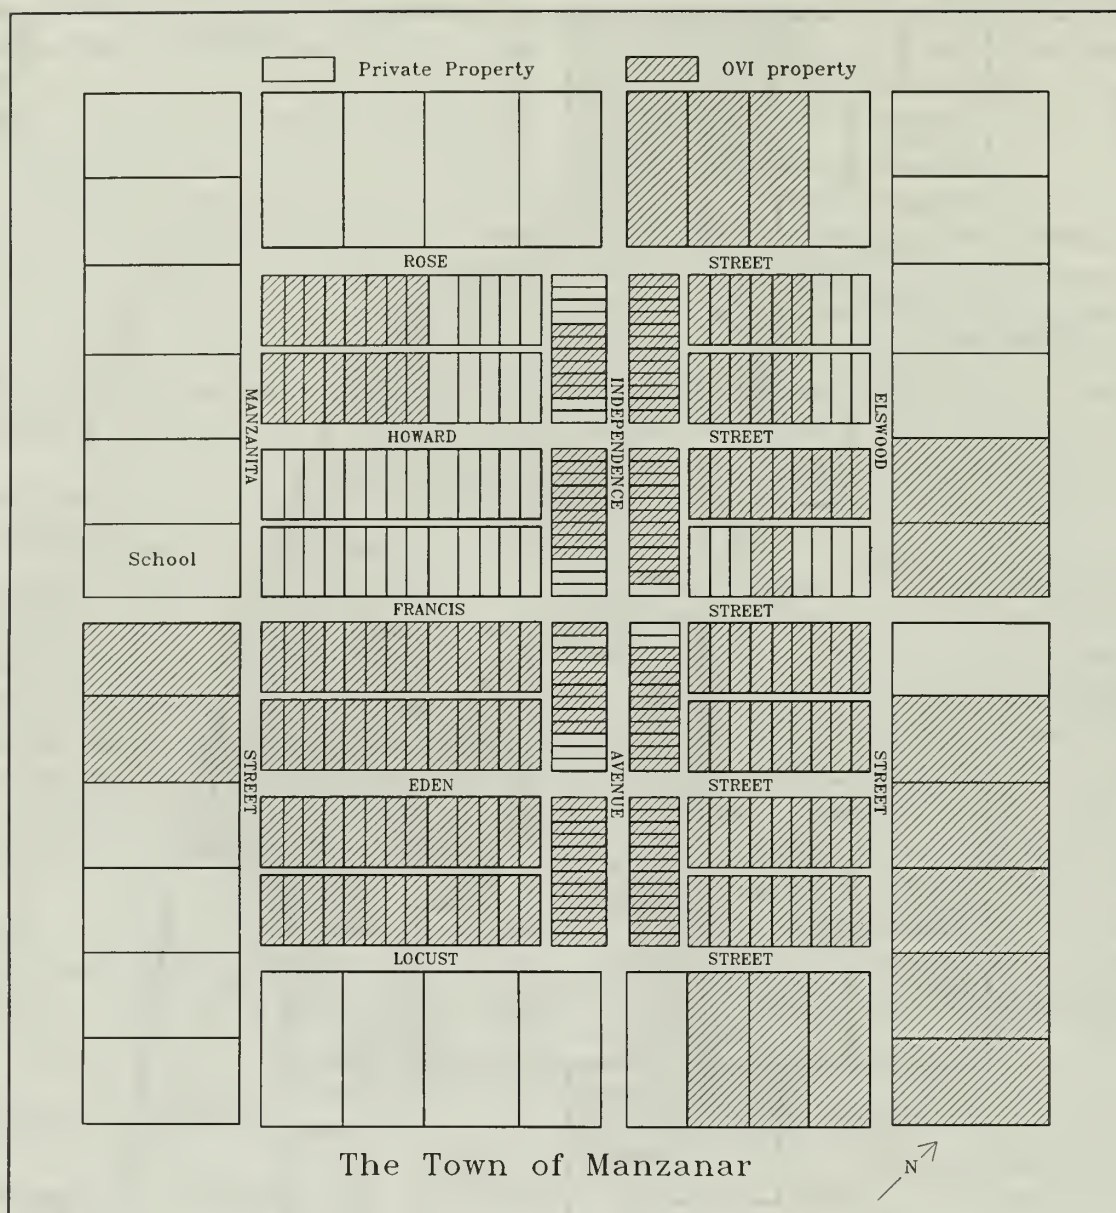 Private Property
OVI property
ROSE
STREET
MANZANITA
HOWARD
INDEPENDENCE
STREET
ELSWOOD
School
FRANCIS
STREET
STREET
EDEN
AVENUE
STREET
STREET
LOCUST
STREET
The Town of Manzanar
N